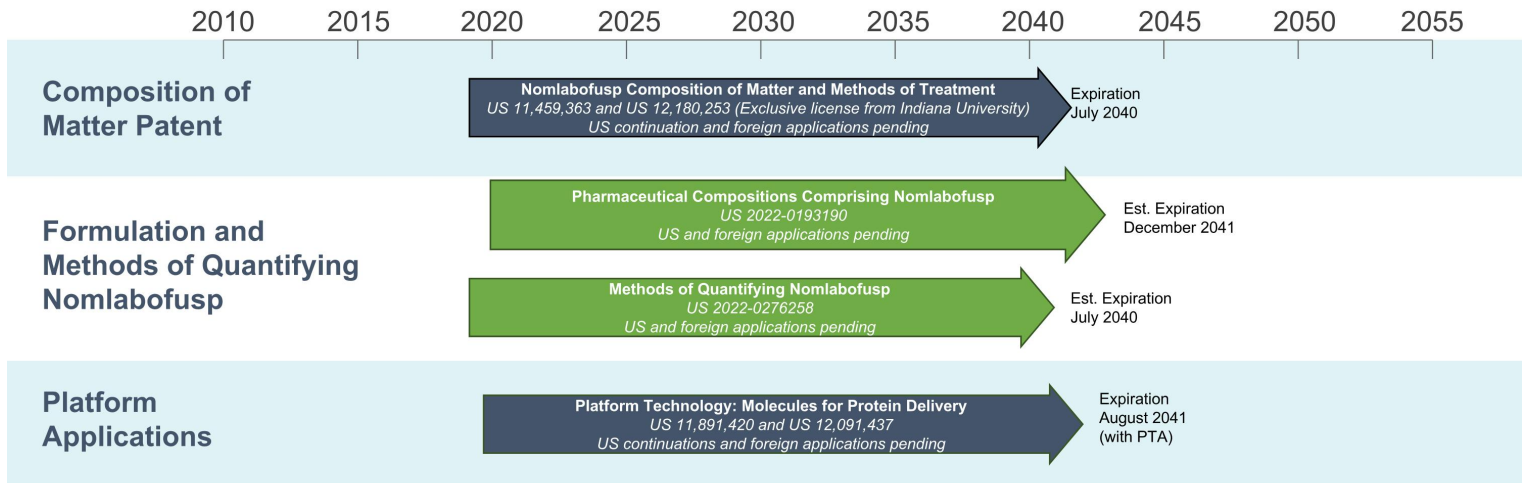 2010 2015 2020 2025 2030 2035 2040 2045 2050 2055
Composition of
Matter Patent
Nomlabofusp Composition of Matter and Methods of Treatment
US 11,459,363 and US 12,180,253 (Exclusive license from Indiana University)
US continuation and foreign applications pending
Expiration
July 2040
Formulation and
Methods of Quantifying
Nomlabofusp
Pharmaceutical Compositions Comprising Nomlabofusp
US 2022-0193190
US and foreign applications pending
Est. Expiration
December 2041
Methods of Quantifying Nomlabofusp
US 2022-0276258
US and foreign applications pending
Est. Expiration
July 2040
Platform
Applications
Platform Technology: Molecules for Protein Delivery
US 11,891,420 and US 12,091,437
US continuations and foreign applications pending
Expiration
August 2041
(with PTA)